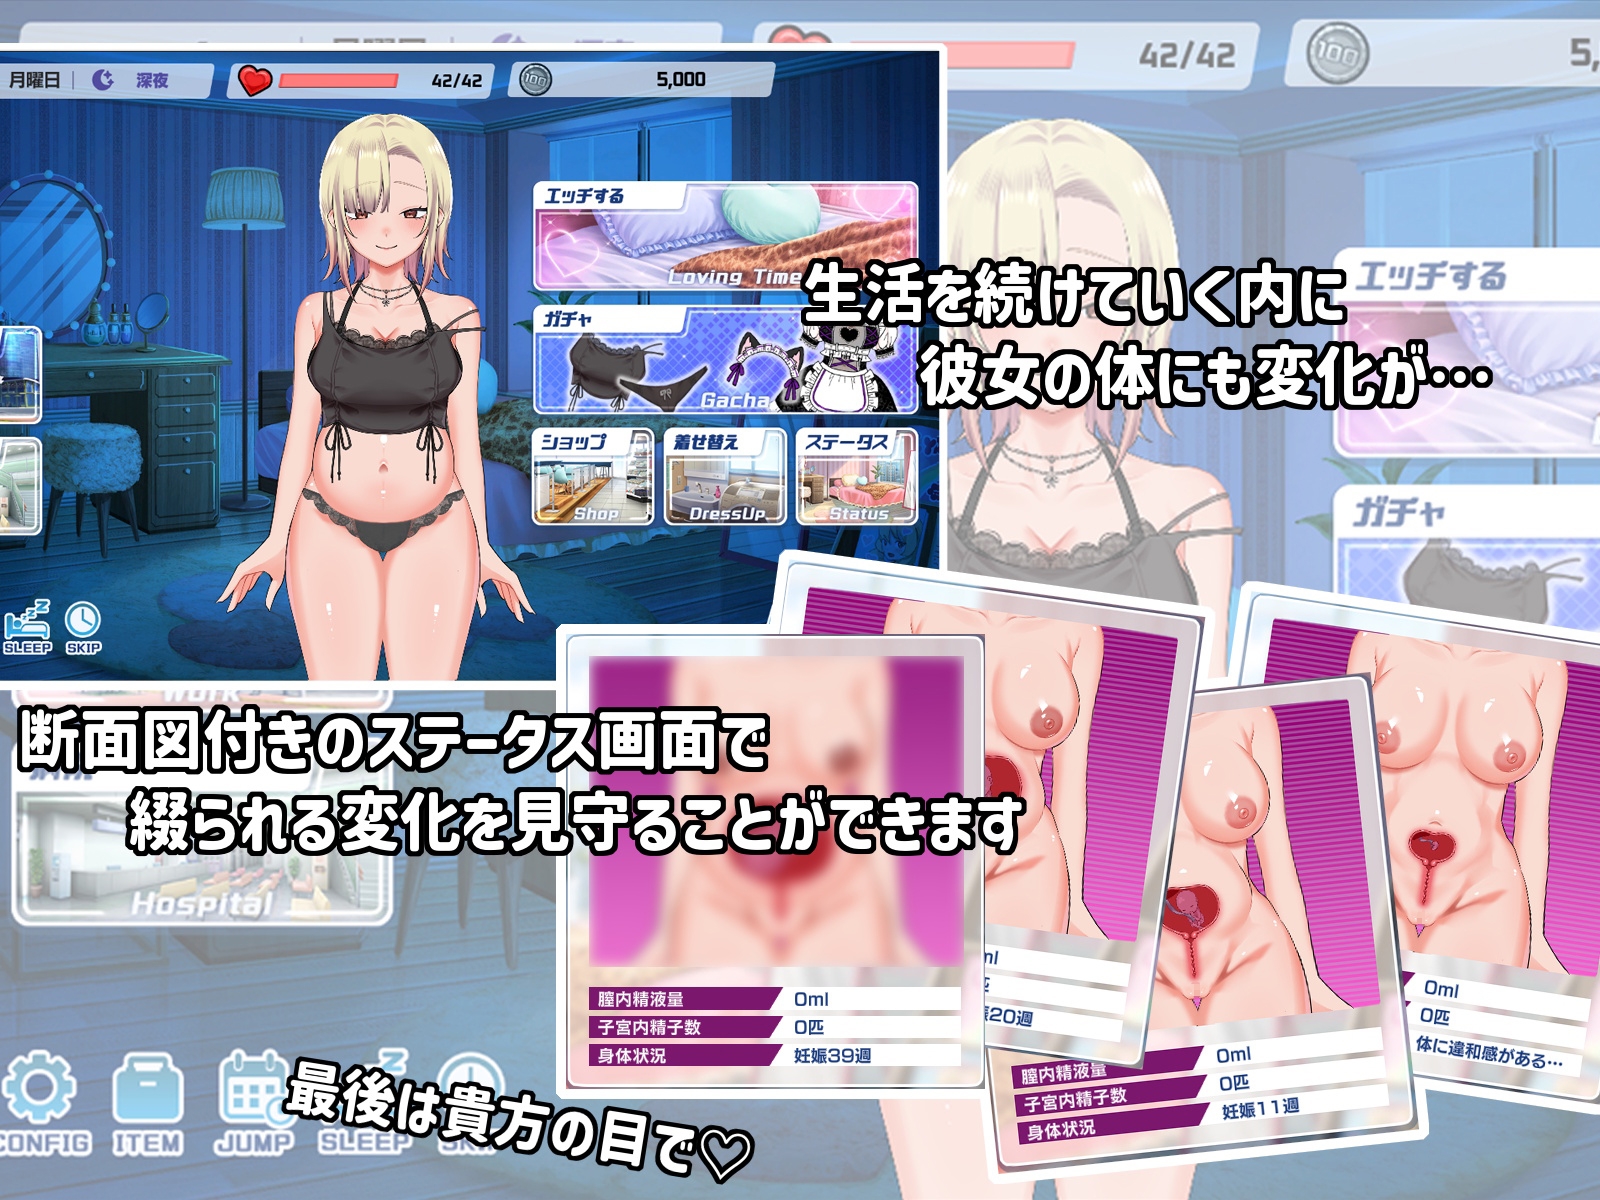 月曜日
深夜
42/42
5,000
42/42
100
エッチする
Loving Time
ガチャ
Gacha
ショップ
Shop
着せ替え
DressUp
ステータス
Status
SLEEP
SKIP
エッチする
ガチャ
生活を続けていく内に
彼女の体にも変化が…
断面図付きのステータス画面で
綴られる変化を見守ることができます
Work
Hospital
膣内精液量
0ml
子宮内精子数
0匹
身体状況
妊娠39週
20週
膣内精液量
0ml
子宮内精子数
0匹
身体状況
妊娠11週
0ml
0匹
体に違和感がある…
CONFIG
ITEM
JUMP
SLEEP
最後は貴方の目で♡